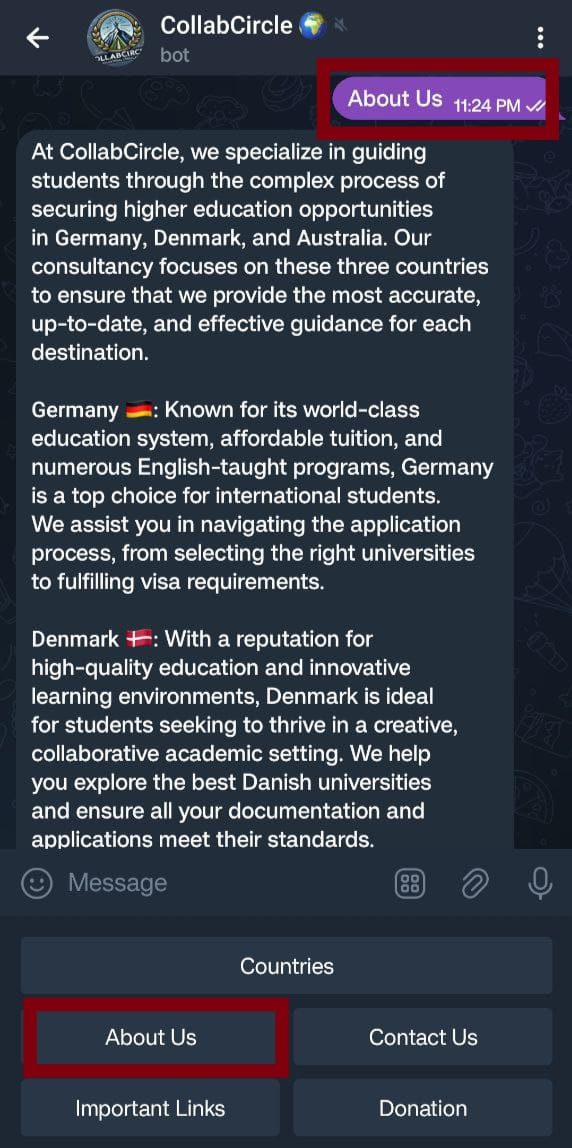 CollabCircle 🌍
bot
About Us 11:24 PM
At CollabCircle, we specialize in guiding
students through the complex process of
securing higher education opportunities
in Germany, Denmark, and Australia. Our
consultancy focuses on these three countries
to ensure that we provide the most accurate,
up-to-date, and effective guidance for each
destination.
Germany 🇩🇪: Known for its world-class
education system, affordable tuition, and
numerous English-taught programs, Germany
is a top choice for international students.
We assist you in navigating the application
process, from selecting the right universities
to fulfilling visa requirements.
Denmark 🇩🇰: With a reputation for
high-quality education and innovative
learning environments, Denmark is ideal
for students seeking to thrive in a creative,
collaborative academic setting. We help
you explore the best Danish universities
and ensure all your documentation and
applications meet their standards.
Message
Countries
About Us
Contact Us
Important Links
Donation